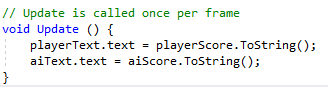 // Update is called once per frame
void Update () {
    playerText.text = playerScore.ToString();
    aiText.text = aiScore.ToString();
}